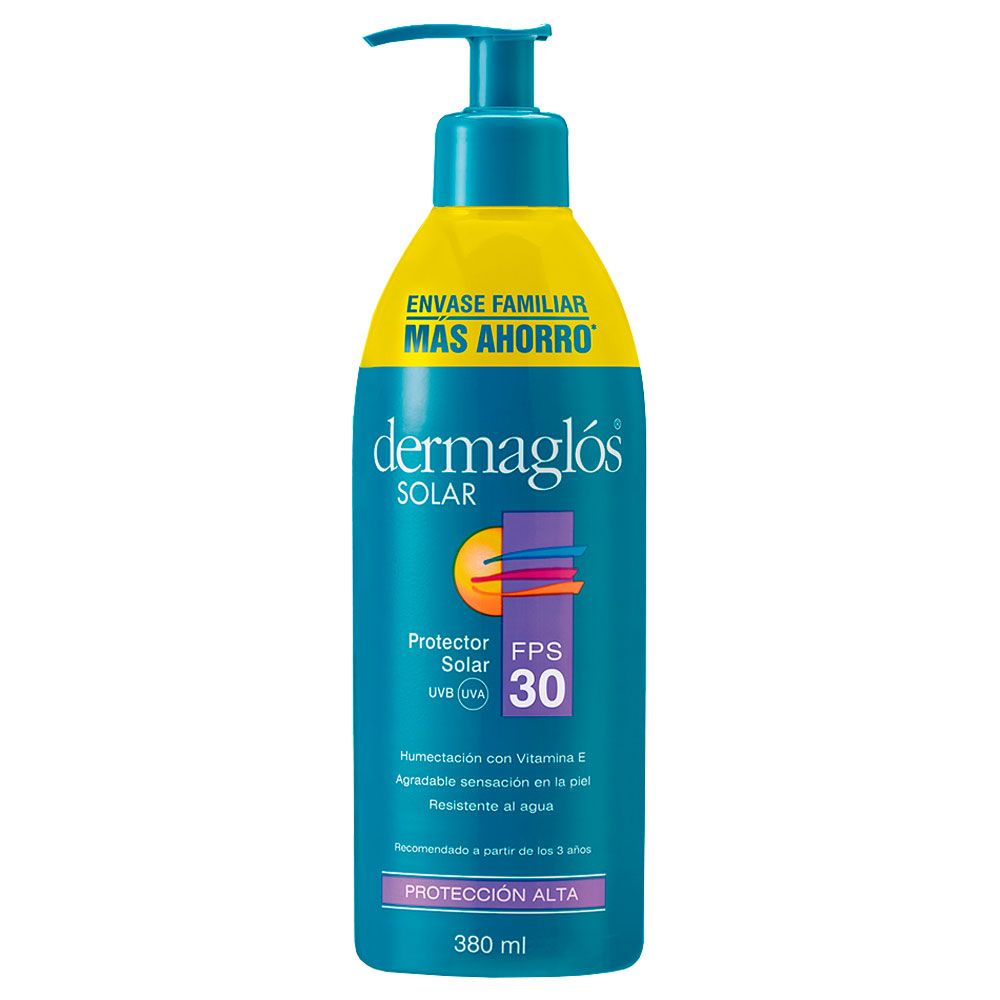 ENVASE FAMILIAR
MÁS AHORRO*
dermaglós®
SOLAR
Protector
Solar
UVB UVA
FPS
30
Humectación con Vitamina E
Agradable sensación en la piel
Resistente al agua
Recomendado a partir de los 3 años
PROTECCIÓN ALTA
380 ml